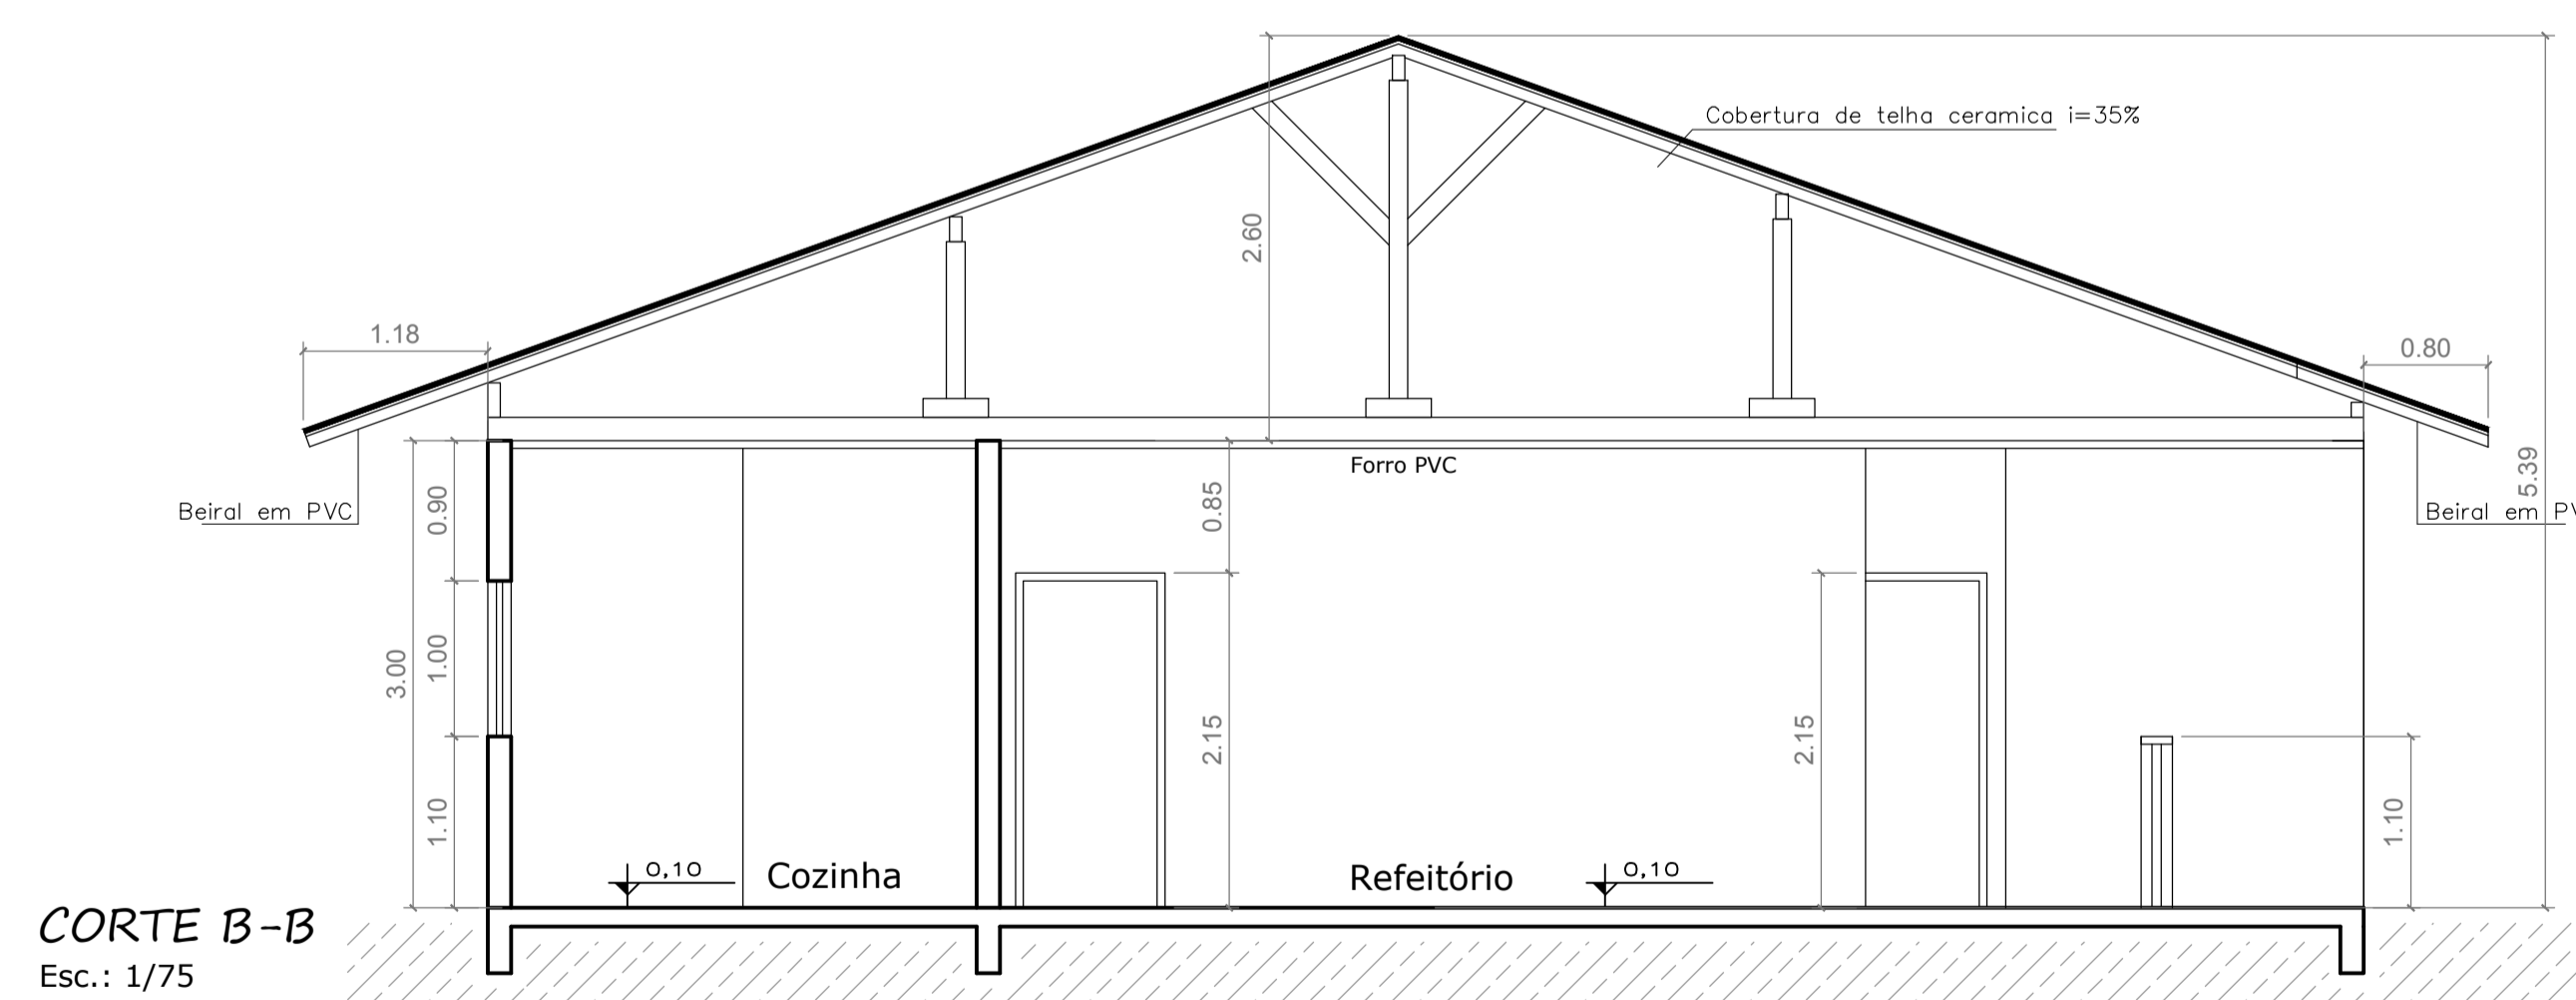 Cobertura de telha ceramica i=35%
2.60
1.18
0.80
5.39
Forro PVC
Beiral em PVC
0.90
0.85
Beiral em
3.00
1.00
2.15
2.15
1.10
1.10
0,10
Cozinha
Refeitório
0,10
CORTE B-B
Esc.: 1/75